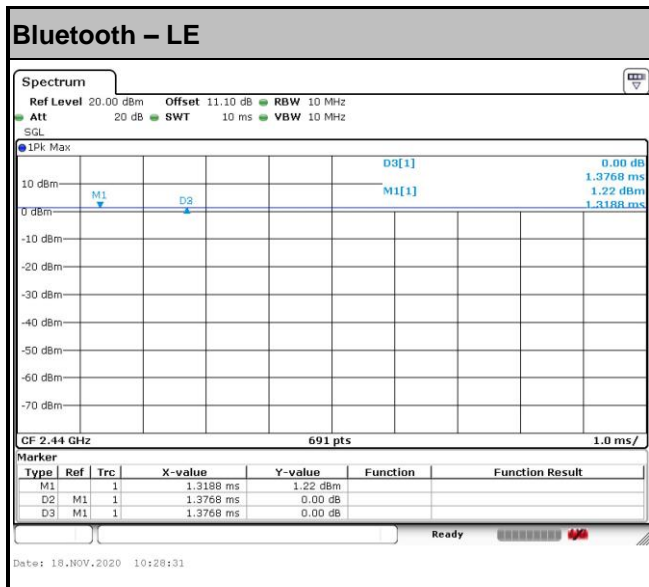 Bluetooth – LE
Spectrum
Ref Level 20.00 dBm Offset 11.10 dB RBW 10 MHz
Att 20 dB SWT 10 ms VBW 10 MHz
SGL
1Pk Max
D3[1] 0.00 dB
1.3768 ms
M1[1] 1.22 dBm
1.3188 ms
10 dBm
M1
0 dBm
-10 dBm
-20 dBm
-30 dBm
-40 dBm
-50 dBm
-60 dBm
-70 dBm
CF 2.44 GHz 691 pts 1.0 ms/
Marker
Type Ref Trc X-value Y-value Function Function Result
M1 1 1.3188 ms 1.22 dBm
D2 M1 1 1.3768 ms 0.00 dB
D3 M1 1 1.3768 ms 0.00 dB
Ready
Date: 18.NOV.2020 10:28:31